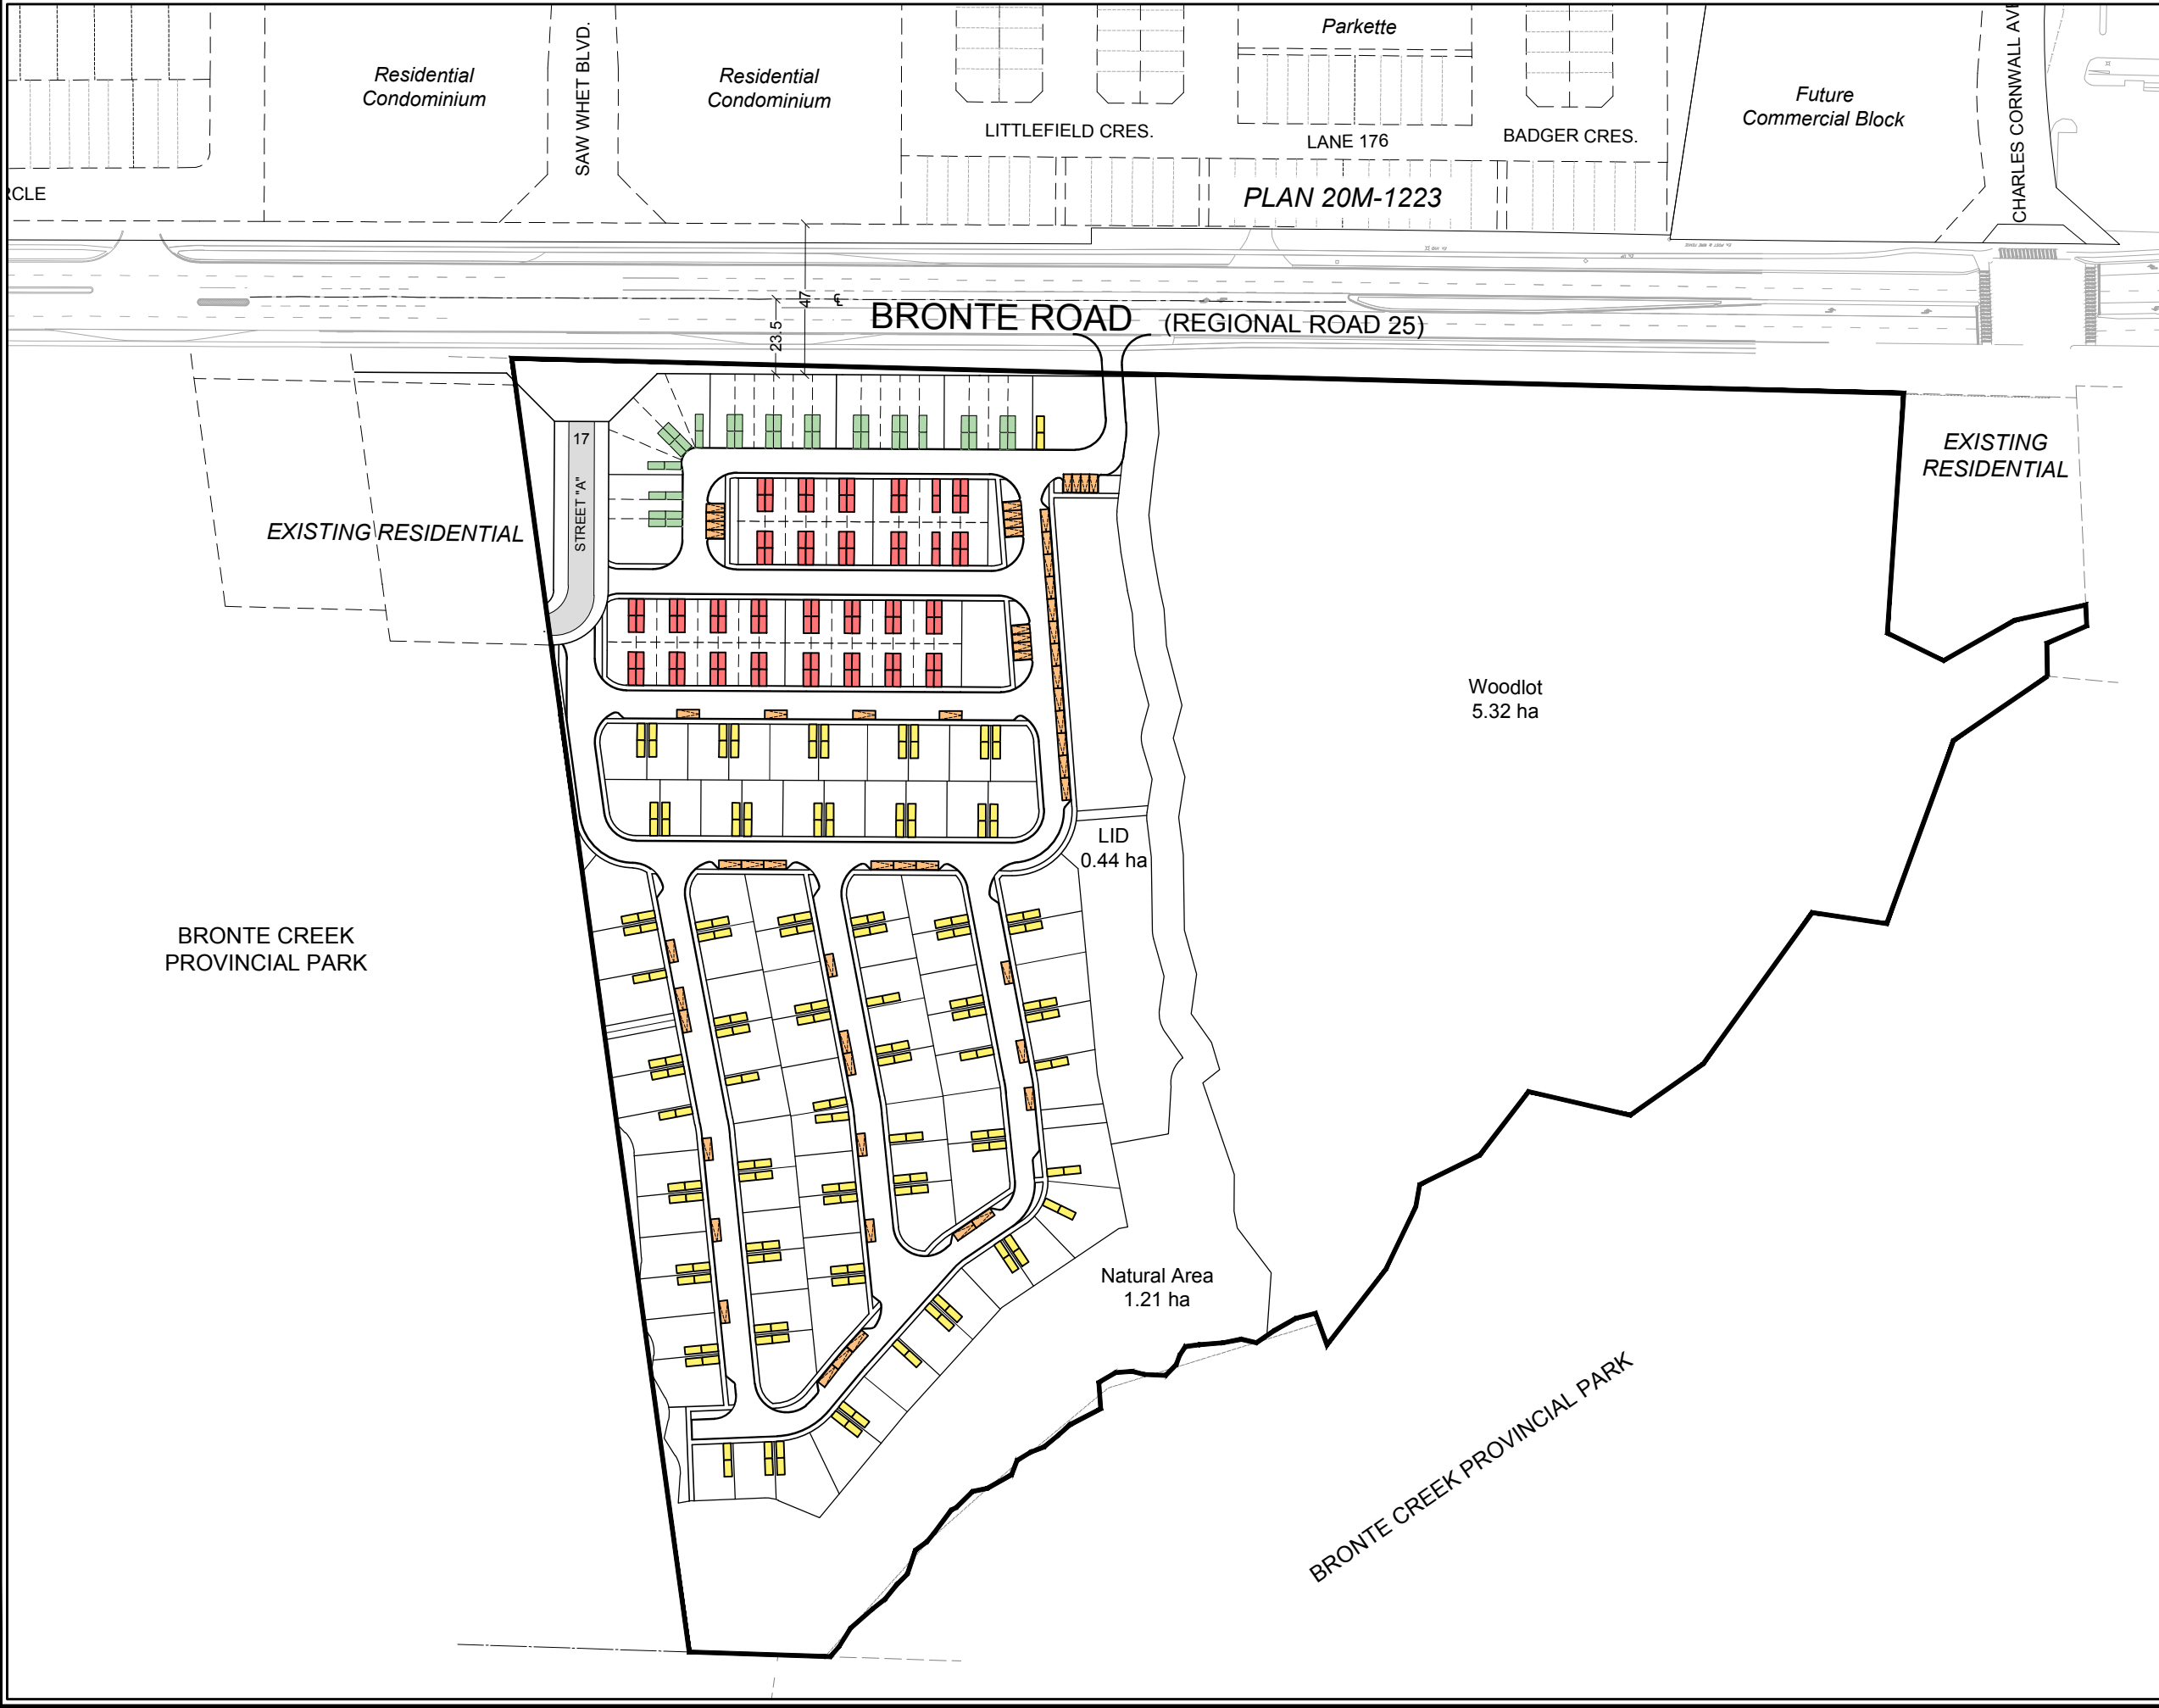 Parkette
Residential
Condominium
SAW WHET BLVD.
Residential
Condominium
Future
Commercial Block
CHARLES CORNWALL AVE
LITTLEFIELD CRES.
LANE 176
BADGER CRES.
RCLE
PLAN 20M-1223
47
23.5
BRONTE ROAD (REGIONAL ROAD 25)
17
STREET "A"
EXISTING RESIDENTIAL
EXISTING
RESIDENTIAL
Woodlot
5.32 ha
LID
0.44 ha
BRONTE CREEK
PROVINCIAL PARK
Natural Area
1.21 ha
BRONTE CREEK PROVINCIAL PARK